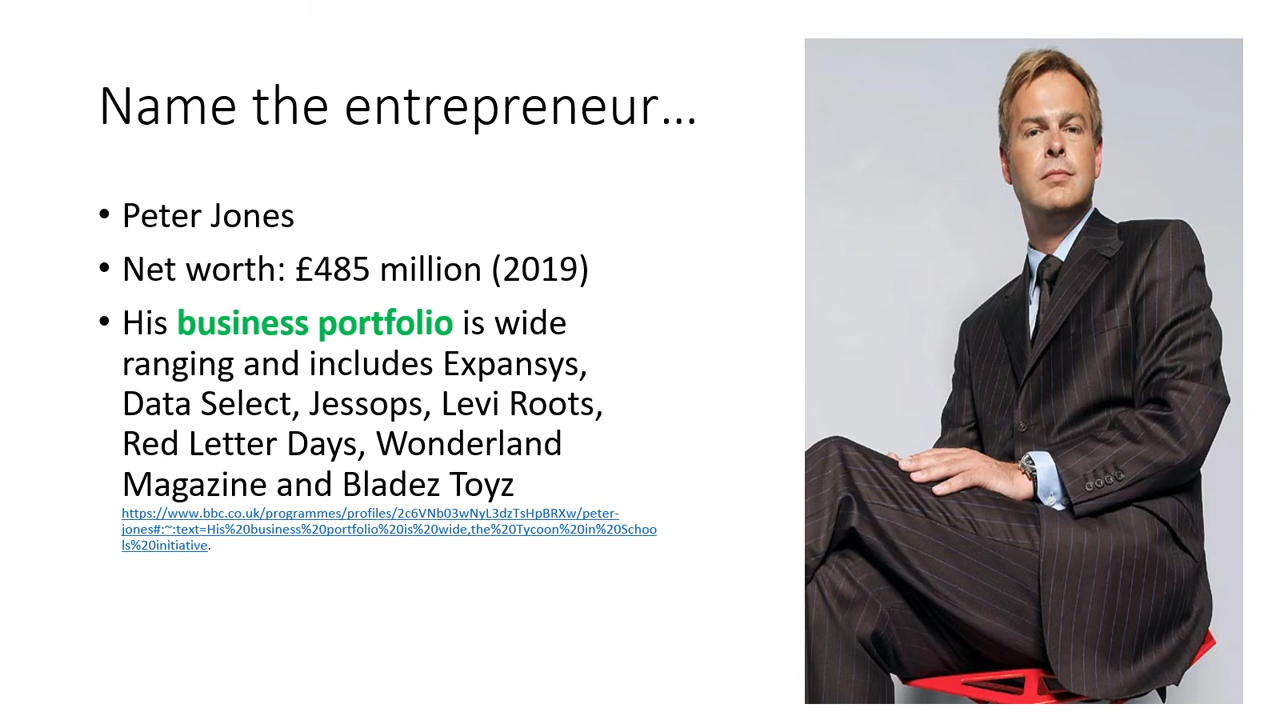 Name the entrepreneur…
• Peter Jones
• Net worth: £485 million (2019)
• His business portfolio is wide
ranging and includes Expansys,
Data Select, Jessops, Levi Roots,
Red Letter Days, Wonderland
Magazine and Bladez Toyz
https://www.bbc.co.uk/programmes/profiles/2c6VNb03wNyL3dzTsHpBRXw/peter-
jones#:~:text=His%20business%20portfolio%20is%20wide,the%20Tycoon%20in%20Schoo
ls%20initiative.